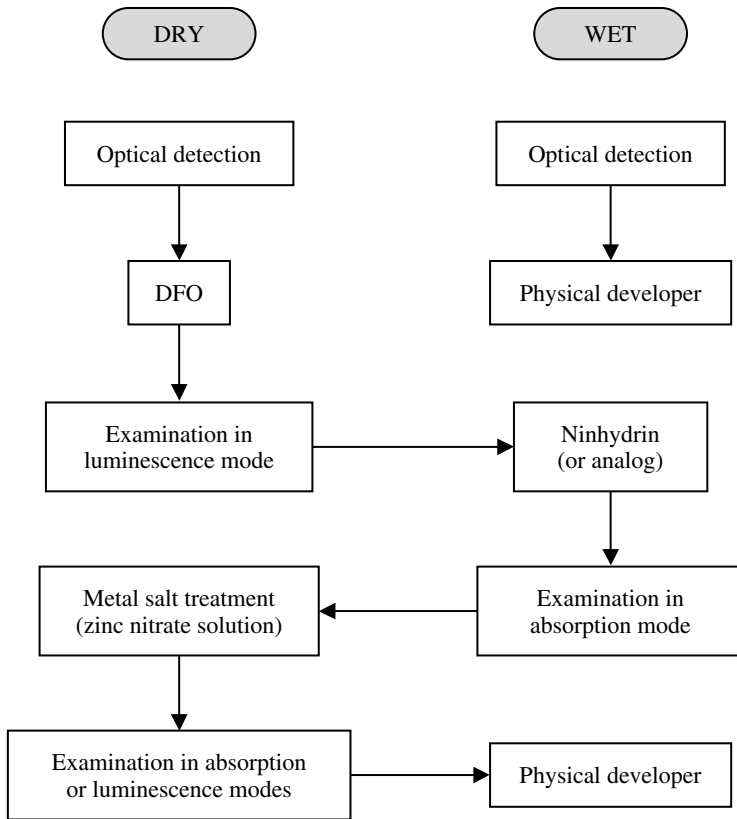 DRY
WET
Optical detection
Optical detection
DFO
Physical developer
Examination in
luminescence mode
Ninhydrin
(or analog)
Metal salt treatment
(zinc nitrate solution)
Examination in
absorption mode
Examination in absorption
or luminescence modes
Physical developer